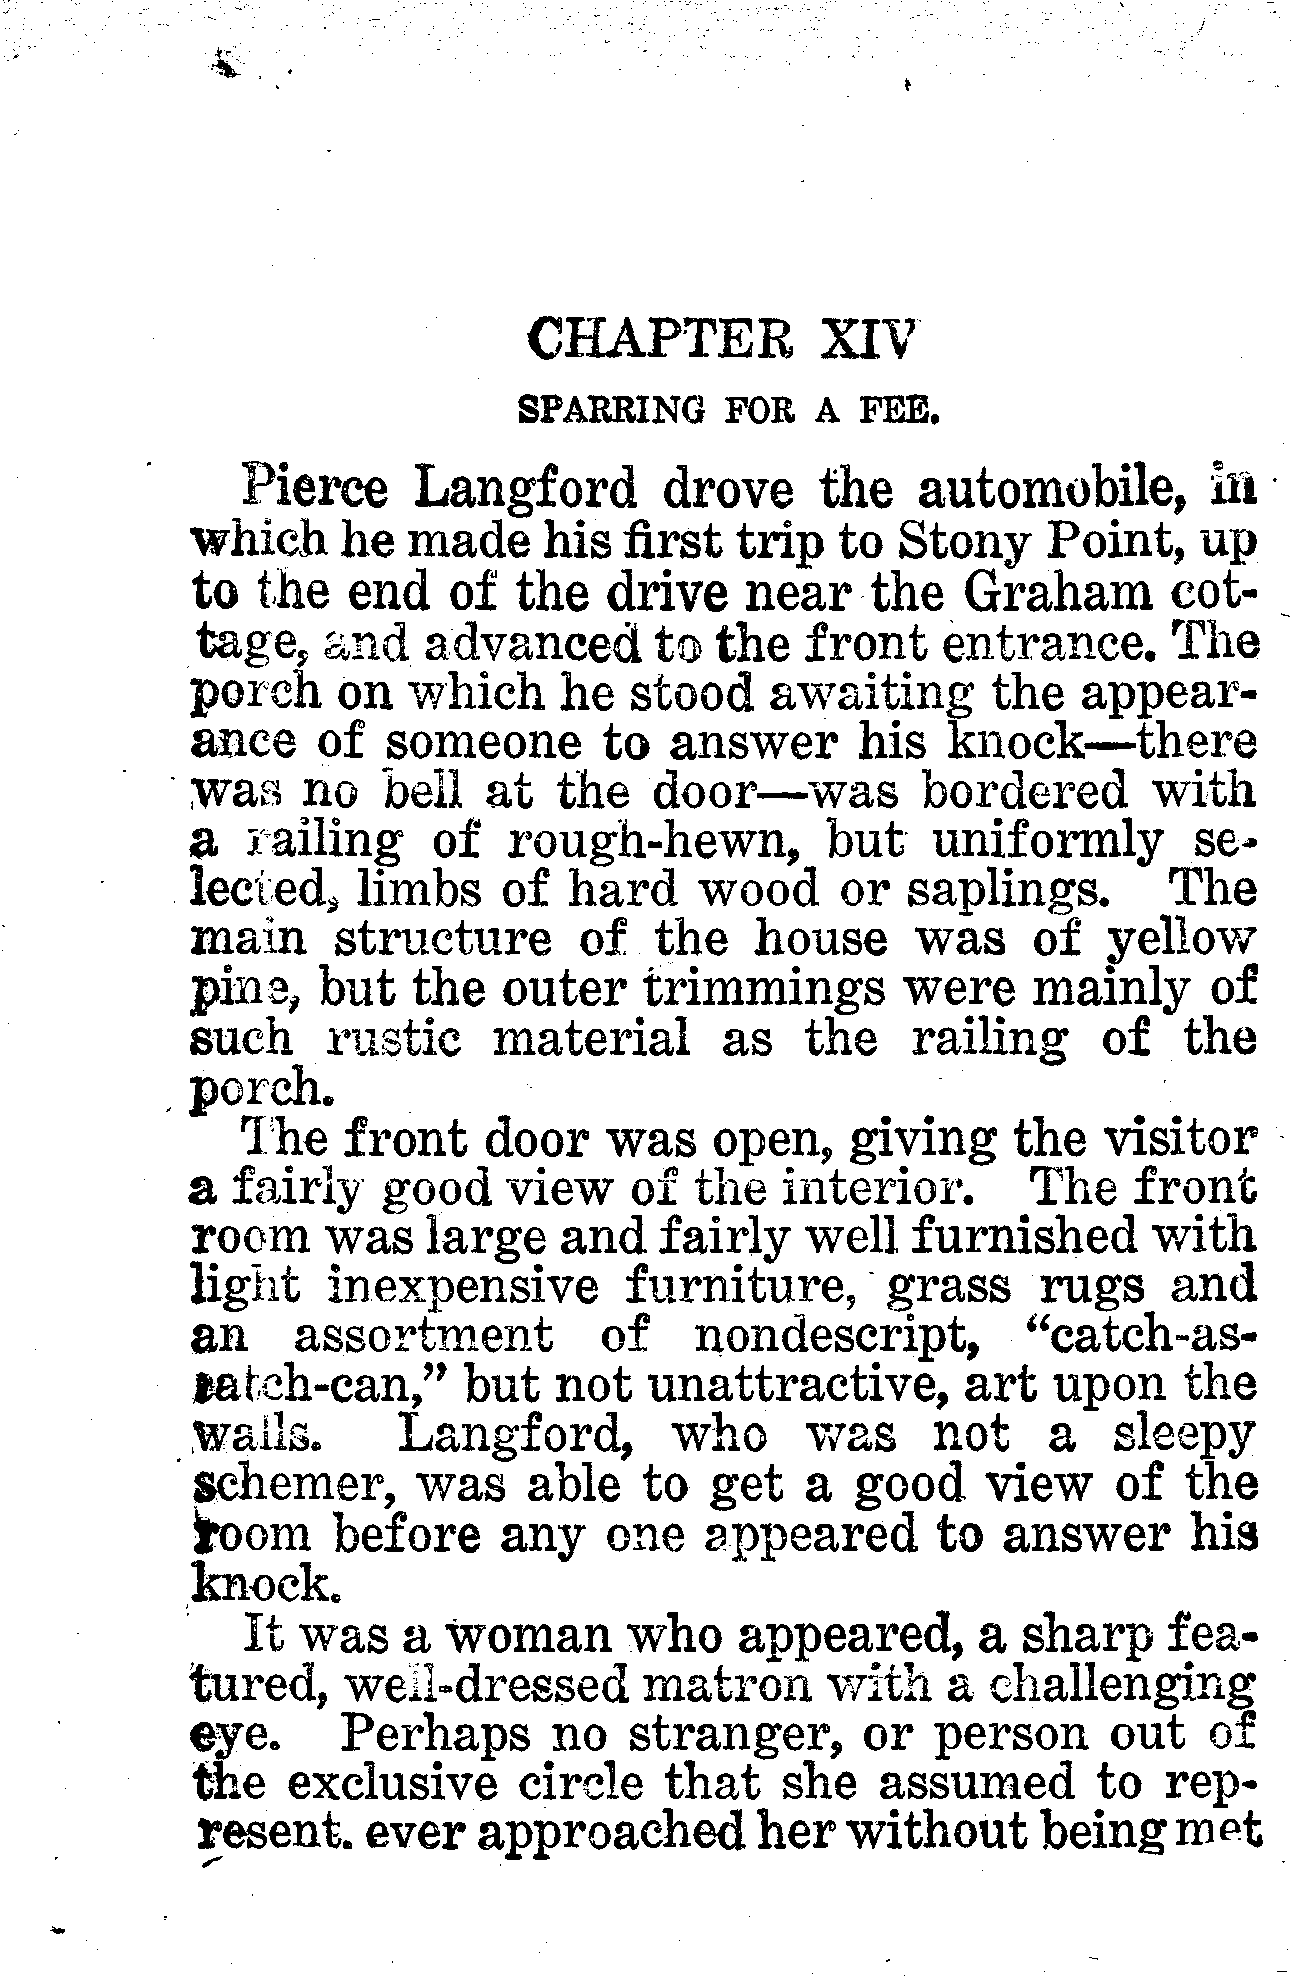 CHAPTER XIV
SPARRING FOR A FEE.
Pierce Langford drove the automobile, in
which he made his first trip to Stony Point, up
to the end of the drive near the Graham cot-
tage, and advanced to the front entrance. The
porch on which he stood awaiting the appear-
ance of someone to answer his knock—there
was no bell at the door—was bordered with
a railing of rough-hewn, but uniformly se-
lected, limbs of hard wood or saplings. The
main structure of the house was of yellow
pine, but the outer trimmings were mainly of
such rustic material as the railing of the
porch.
The front door was open, giving the visitor
a fairly good view of the interior. The front
room was large and fairly well furnished with
light inexpensive furniture, grass rugs and
an assortment of nondescript, “catch-as-
catch-can,” but not unattractive, art upon the
walls. Langford, who was not a sleepy
schemer, was able to get a good view of the
room before any one appeared to answer his
knock.
It was a woman who appeared, a sharp fea-
tured, well-dressed matron with a challenging
eye. Perhaps no stranger, or person out of
the exclusive circle that she assumed to rep-
resent. ever approached her without being met